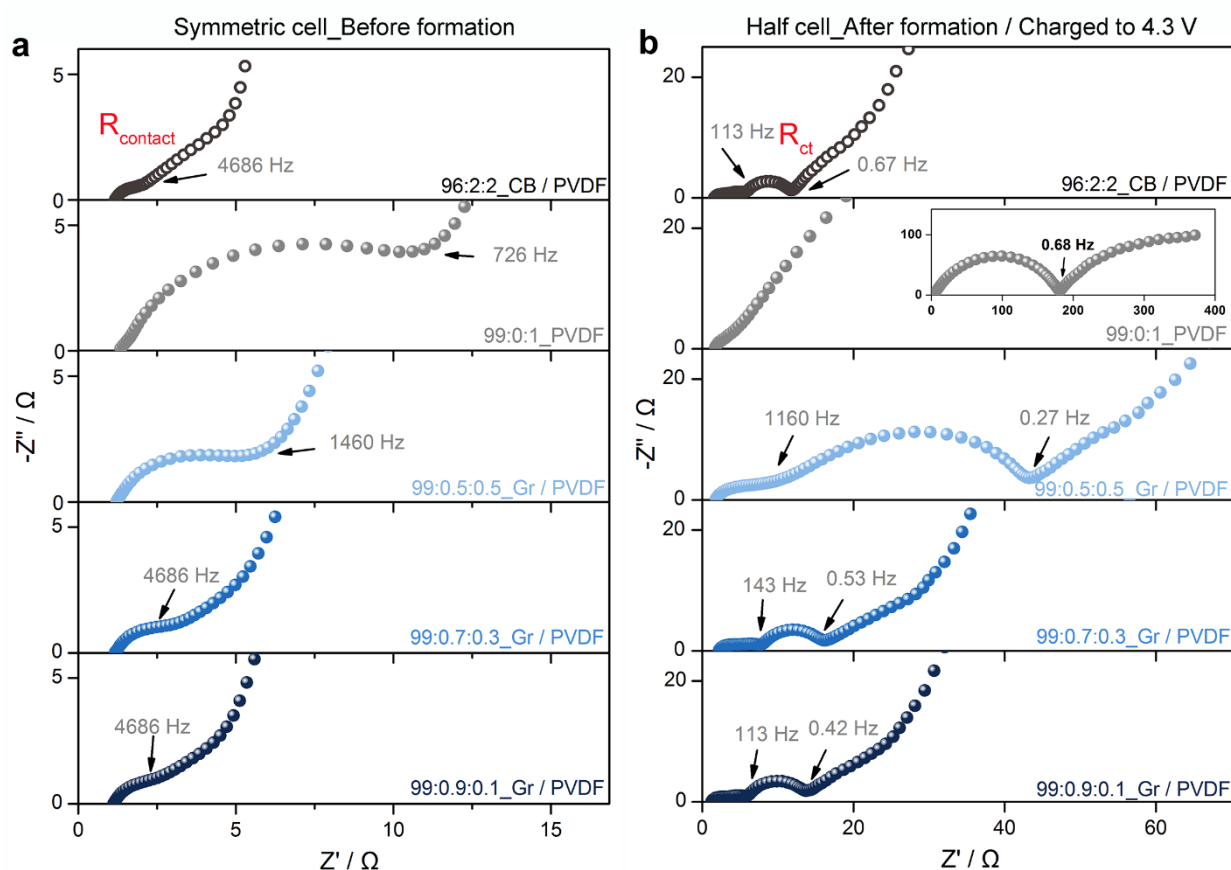 a
Symmetric cell_Before formation
5
R_contact
4686 Hz
0
96:2:2_CB / PVDF
5
726 Hz
99:0:1_PVDF
0
5
1460 Hz
99:0.5:0.5_Gr / PVDF
0
5
4686 Hz
99:0.7:0.3_Gr / PVDF
0
5
4686 Hz
99:0.9:0.1_Gr / PVDF
0
0 5 10 15
Z' / Ω
-Z'' / Ω
b
Half cell_After formation / Charged to 4.3 V
20
113 Hz
R_ct
0.67 Hz
0
96:2:2_CB / PVDF
20
100
0.68 Hz
0
0 100 200 300 400
99:0:1_PVDF
0
20
1160 Hz
0.27 Hz
99:0.5:0.5_Gr / PVDF
0
20
143 Hz
0.53 Hz
99:0.7:0.3_Gr / PVDF
0
20
113 Hz
0.42 Hz
99:0.9:0.1_Gr / PVDF
0
0 20 40 60
Z' / Ω
-Z'' / Ω